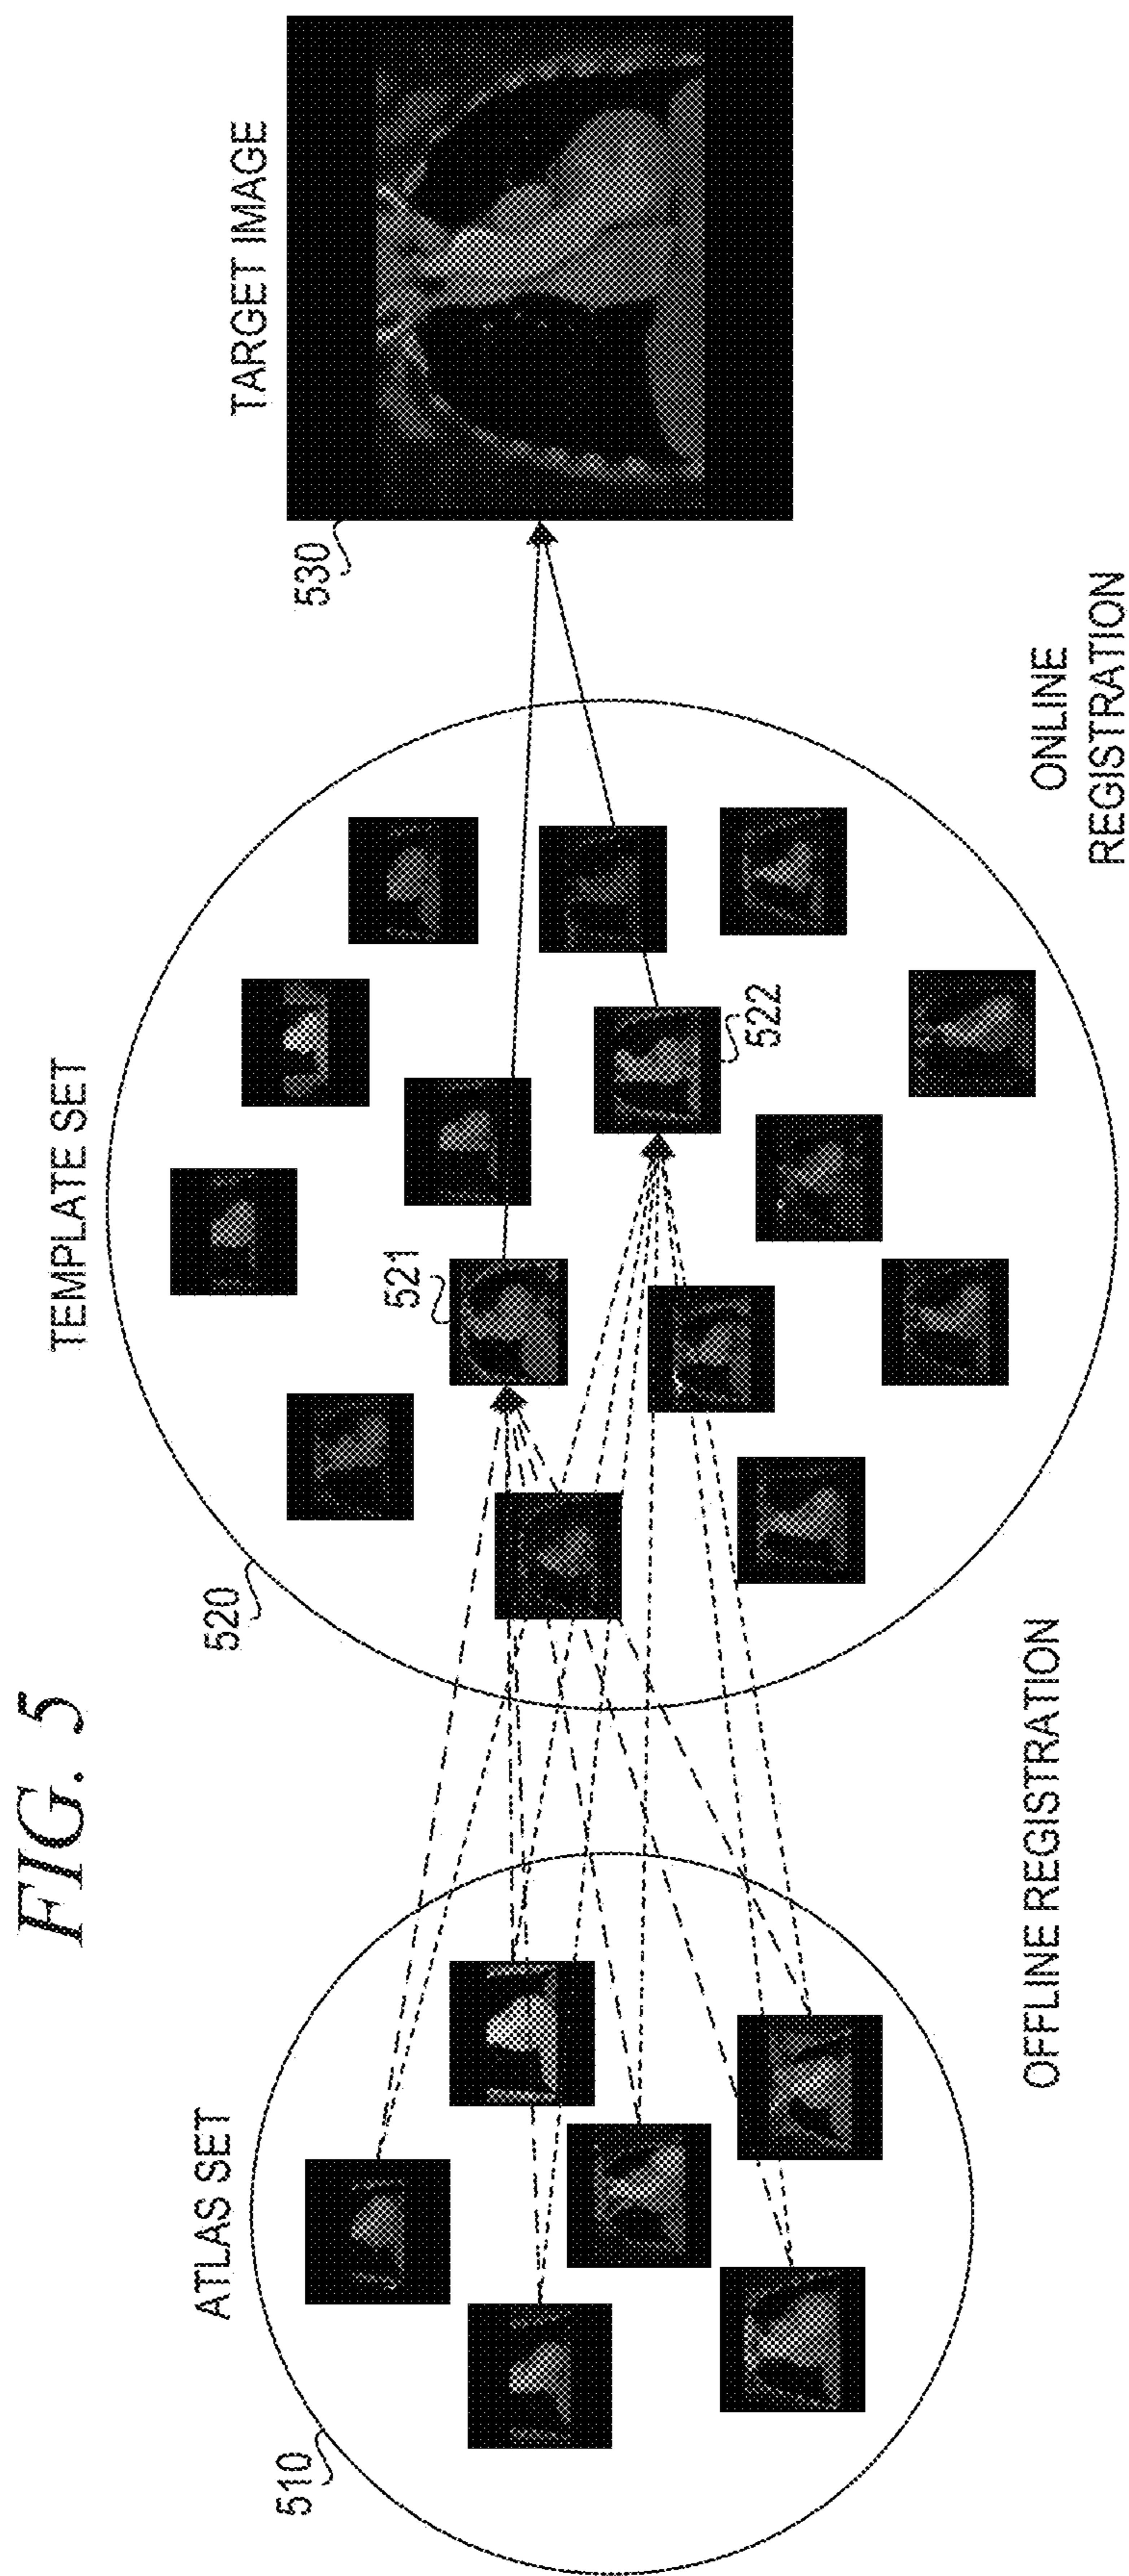 FIG. 5
ATLAS SET
510
OFFLINE REGISTRATION
TEMPLATE SET
520
521
522
ONLINE
REGISTRATION
TARGET IMAGE
530